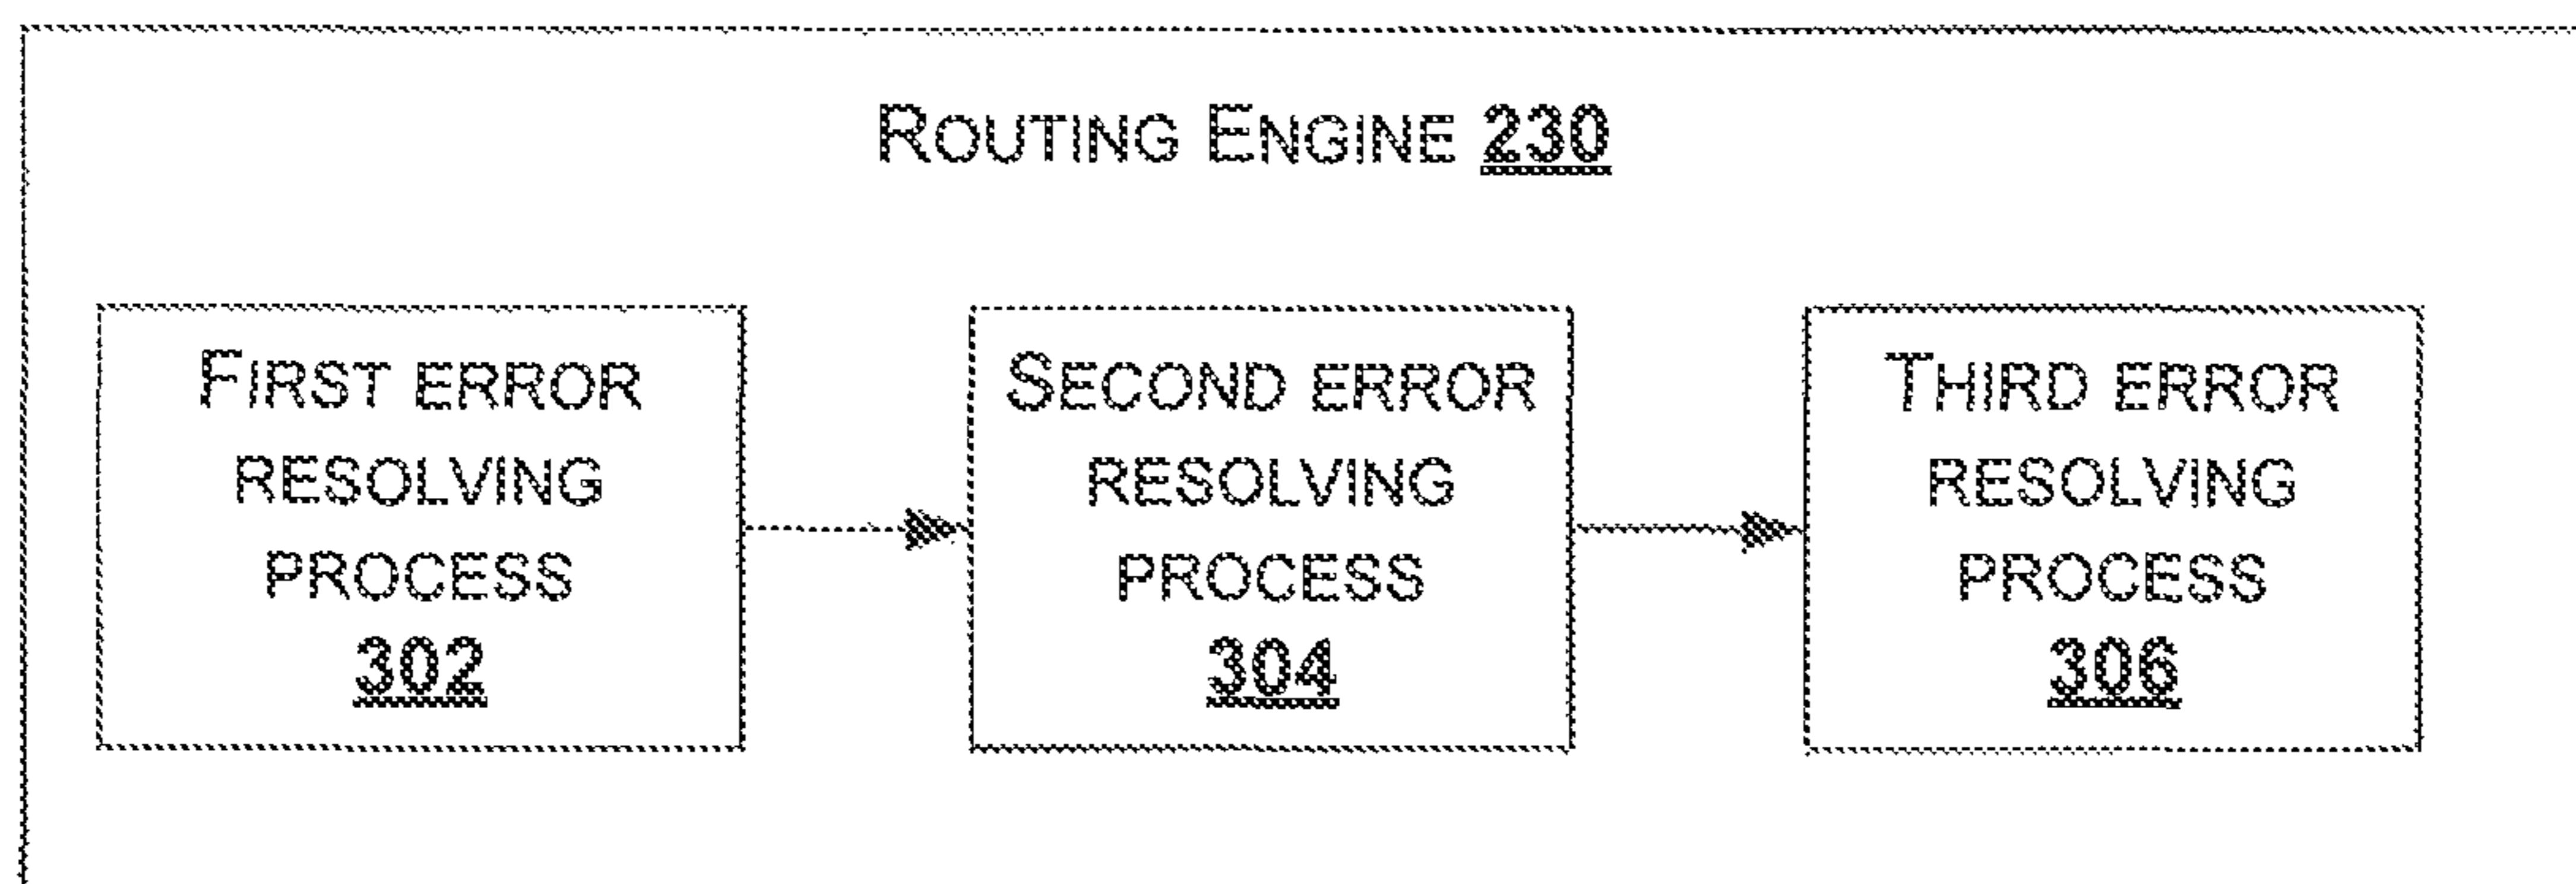 ROUTING ENGINE 230
FIRST ERROR
RESOLVING
PROCESS
302
SECOND ERROR
RESOLVING
PROCESS
304
THIRD ERROR
RESOLVING
PROCESS
306